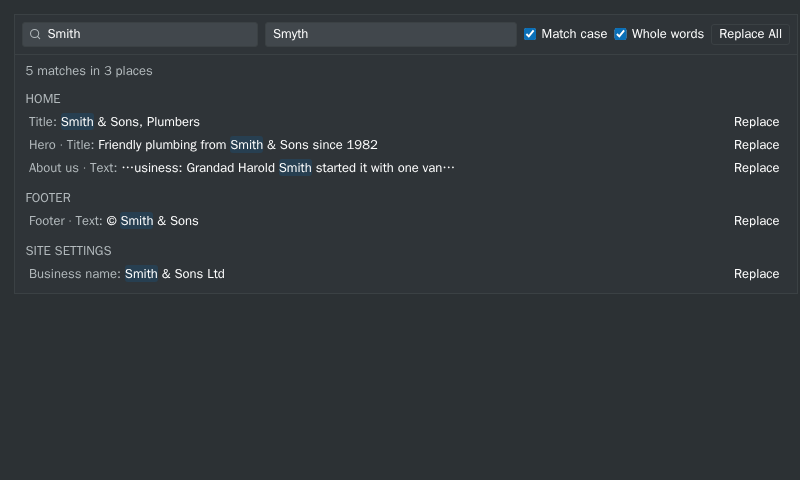 Smith
Smyth
Match case
Whole words
Replace All
5 matches in 3 places
HOME
Title: Smith & Sons, Plumbers
Replace
Hero · Title: Friendly plumbing from Smith & Sons since 1982
Replace
About us · Text: ···usiness: Grandad Harold Smith started it with one van···
Replace
FOOTER
Footer · Text: © Smith & Sons
Replace
SITE SETTINGS
Business name: Smith & Sons Ltd
Replace